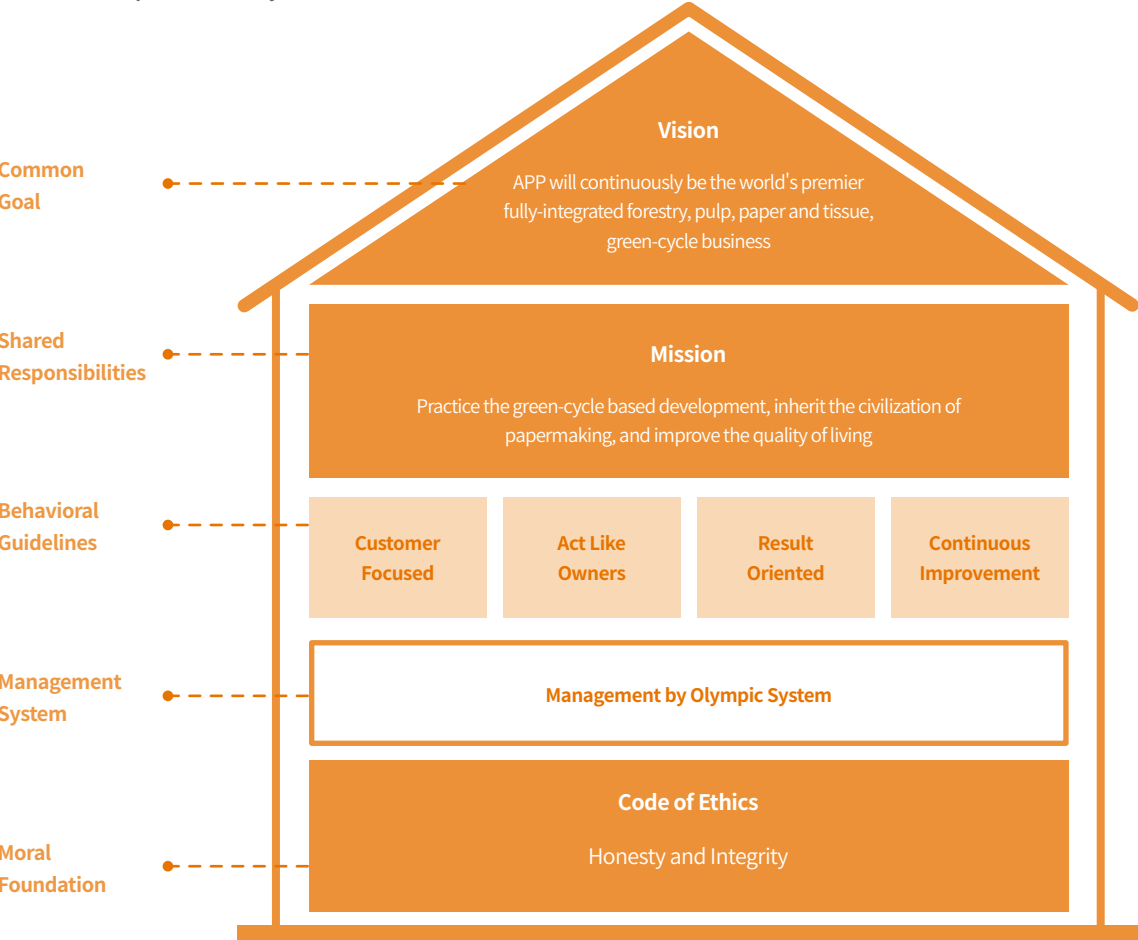 Common
Goal
Vision
APP will continuously be the world's premier
fully-integrated forestry, pulp, paper and tissue,
green-cycle business
Shared
Responsibilities
Mission
Practice the green-cycle based development, inherit the civilization of
papermaking, and improve the quality of living
Behavioral
Guidelines
Customer
Focused
Act Like
Owners
Result
Oriented
Continuous
Improvement
Management
System
Management by Olympic System
Moral
Foundation
Code of Ethics
Honesty and Integrity